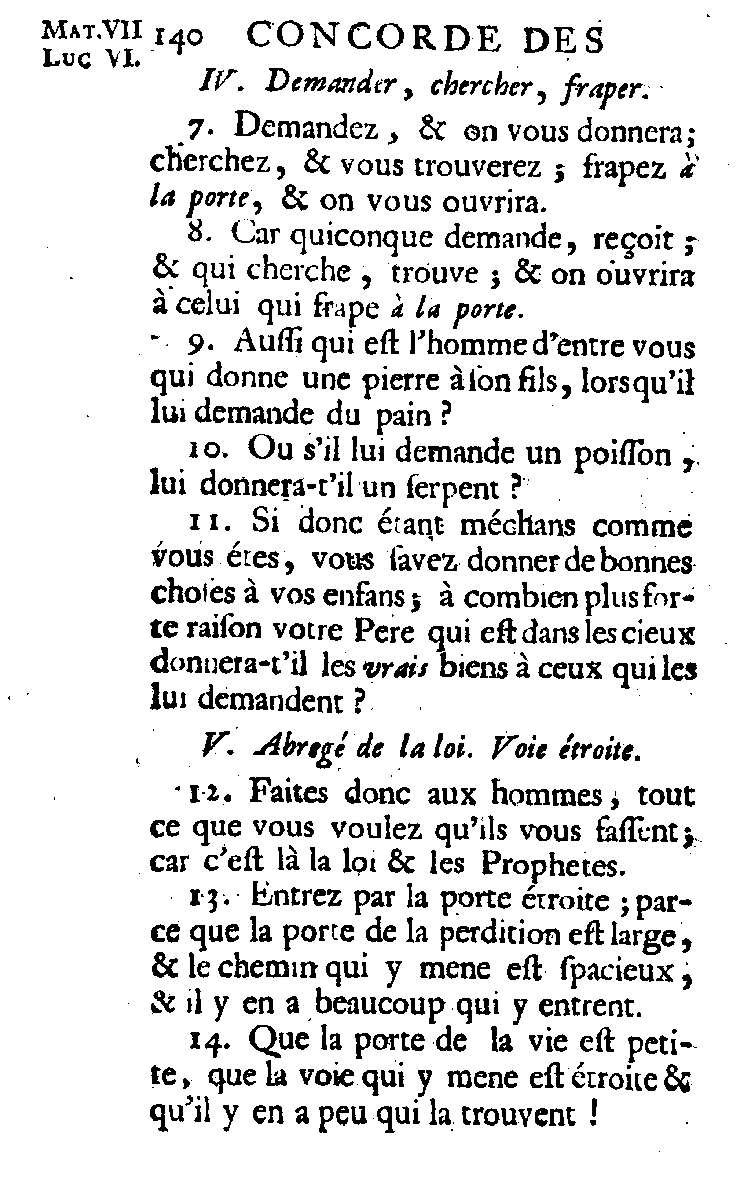 MAT.VII 140 CONCORDE DES
LUC VI.
IV. Demander, chercher, fraper.
7. Demandez, & on vous donnera;
cherchez, & vous trouverez ; frapez à
la porte, & on vous ouvrira.
8. Car quiconque demande, reçoit ;
& qui cherche, trouve ; & on ouvrira
à celui qui frape à la porte.
9. Auſſi qui eſt l'homme d'entre vous
qui donne une pierre à ſon fils, lorsqu'il
lui demande du pain ?
10. Ou s'il lui demande un poiſſon,
lui donnera-t'il un ſerpent ?
11. Si donc étant méchans comme
vous étes, vous ſavez donner de bonnes
choſes à vos enfans ; à combien plus for-
te raiſon votre Pere qui eſt dans les cieux
donnera-t'il les vrais biens à ceux qui les
lui demandent ?
V. Abregé de la loi. Voie étroite.
12. Faites donc aux hommes, tout
ce que vous voulez qu'ils vous faſſent ;
car c'eſt là la loi & les Prophetes.
13. Entrez par la porte étroite ; par-
ce que la porte de la perdition eſt large,
& le chemin qui y mene eſt ſpacieux,
& il y en a beaucoup qui y entrent.
14. Que la porte de la vie eſt peti-
te, que la voie qui y mene eſt étroite &
qu'il y en a peu qui la trouvent !